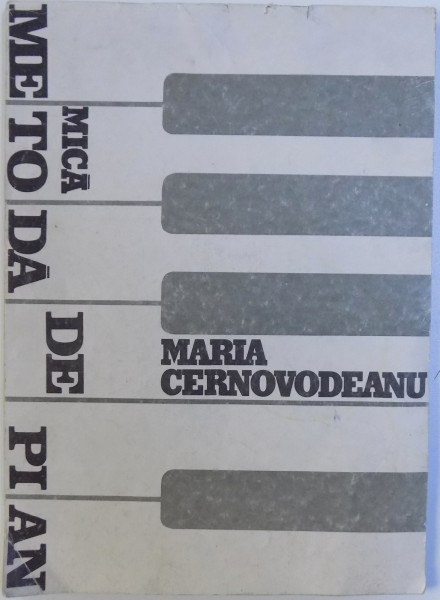 MICĂ
METODĂ
DE
PIAN
MARIA
CERNOVODEANU